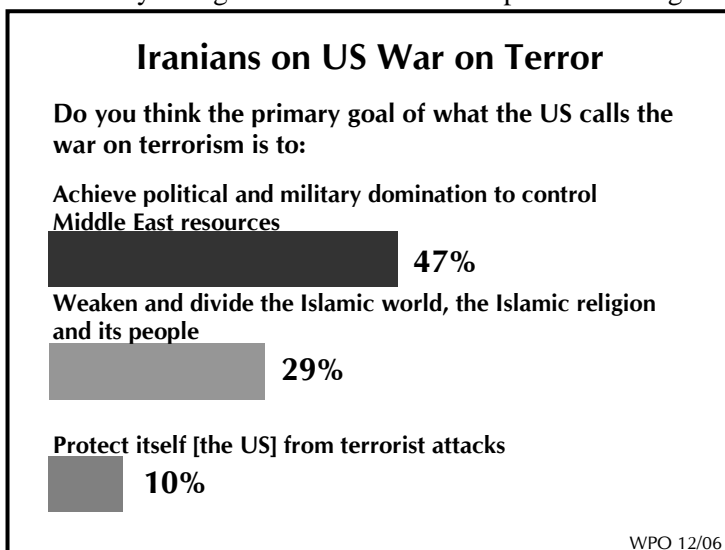 Iranians on US War on Terror
Do you think the primary goal of what the US calls the
war on terrorism is to:
Achieve political and military domination to control
Middle East resources
47%
Weaken and divide the Islamic world, the Islamic religion
and its people
29%
Protect itself [the US] from terrorist attacks
10%
WPO 12/06